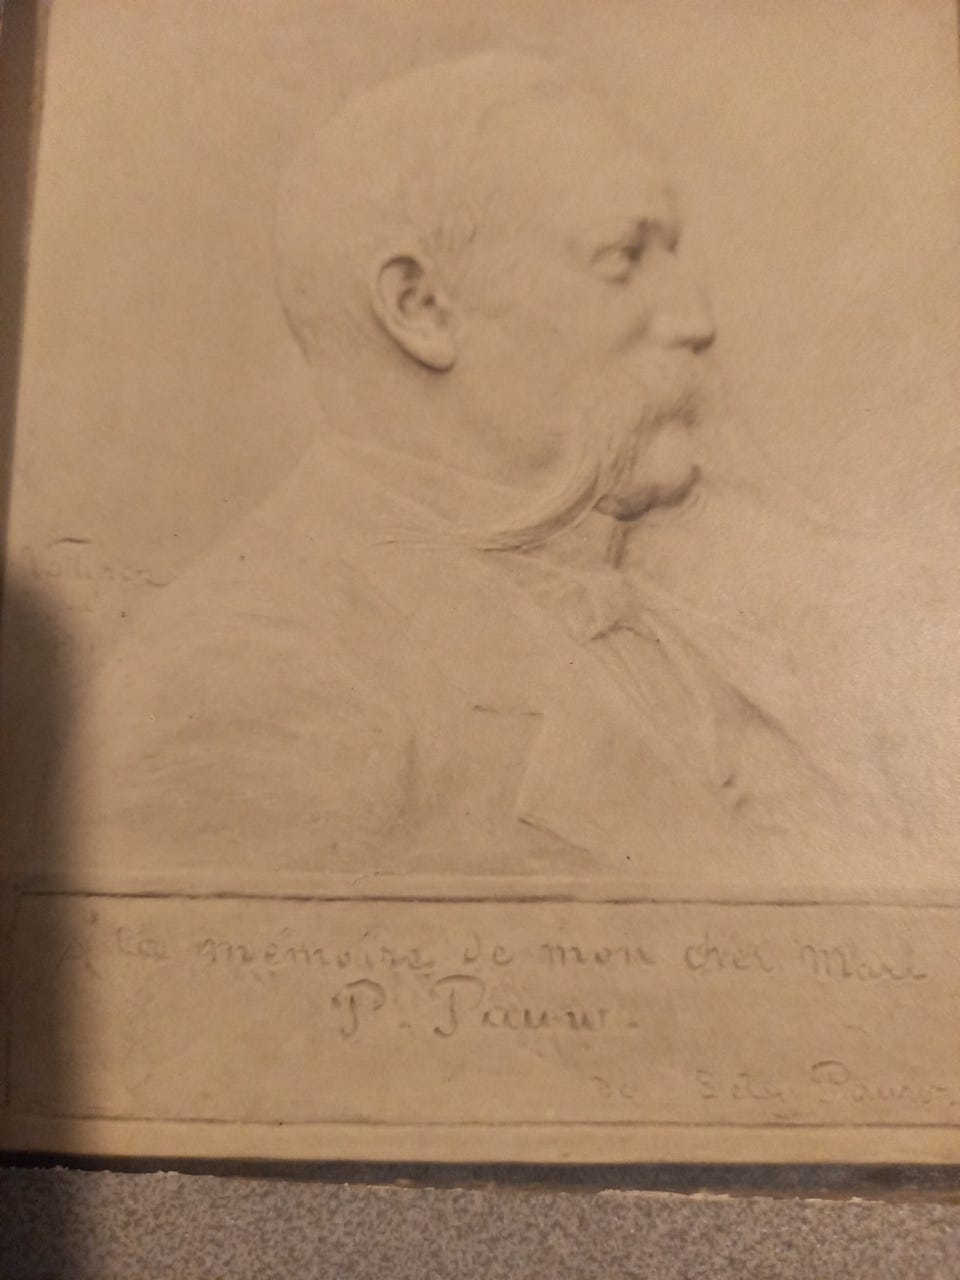 A la mémoire de mon cher Mari
P. Pauw.
de Pauw.